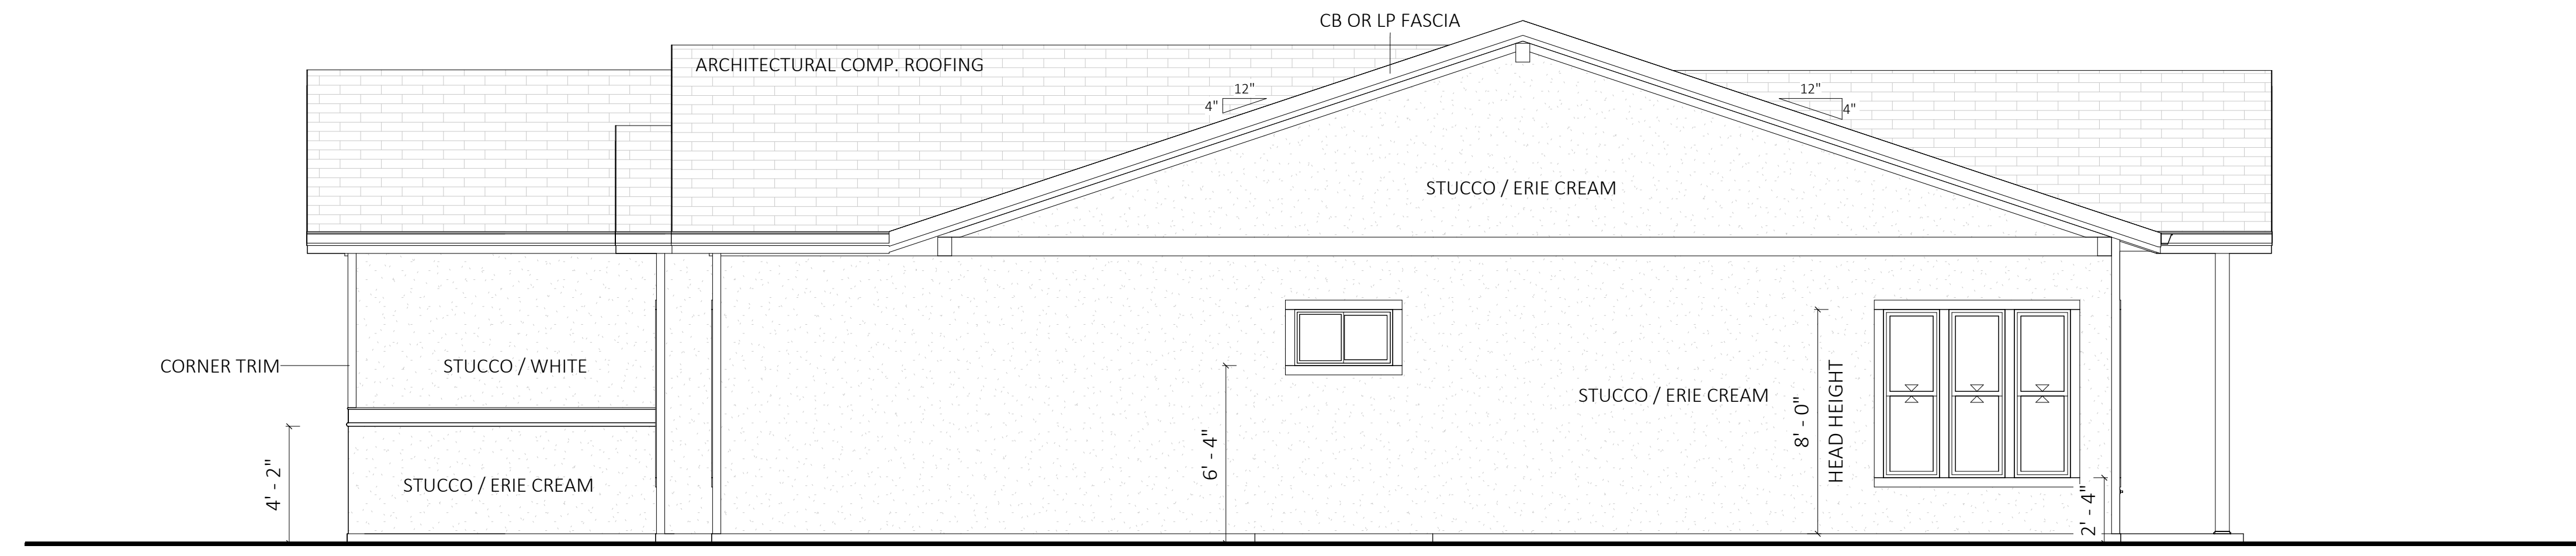 CB OR LP FASCIA
ARCHITECTURAL COMP. ROOFING
12"
4"
12"
4"
STUCCO / ERIE CREAM
CORNER TRIM
STUCCO / WHITE
STUCCO / ERIE CREAM
8' - 0"
HEAD HEIGHT
6' - 4"
4' - 2"
STUCCO / ERIE CREAM
2' - 4"